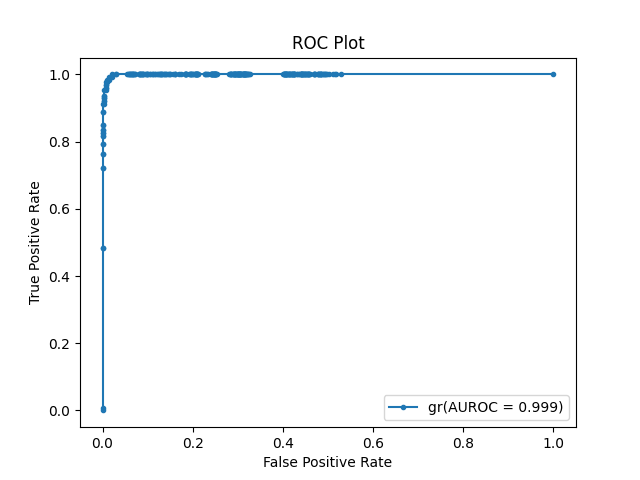 ROC Plot
True Positive Rate
1.0
0.8
0.6
0.4
0.2
0.0
0.0 0.2 0.4 0.6 0.8 1.0
False Positive Rate
gr(AUROC = 0.999)